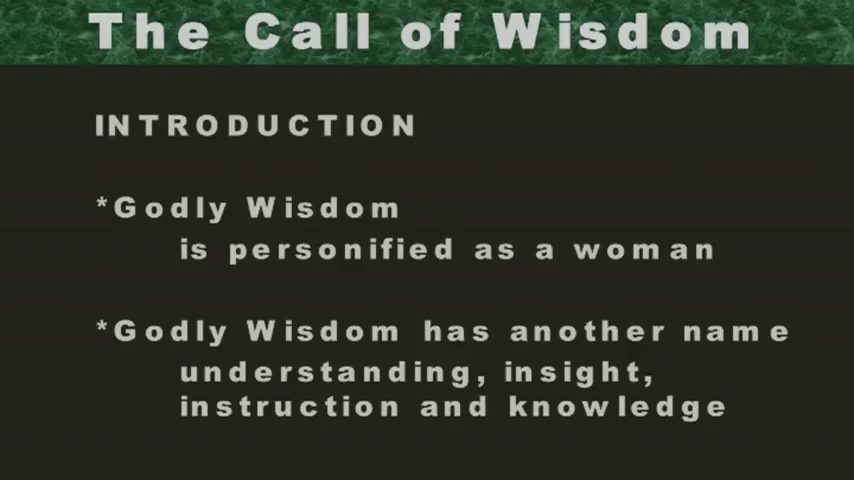 The Call of Wisdom
INTRODUCTION
*Godly Wisdom
is personified as a woman
*Godly Wisdom has another name
understanding, insight,
instruction and knowledge